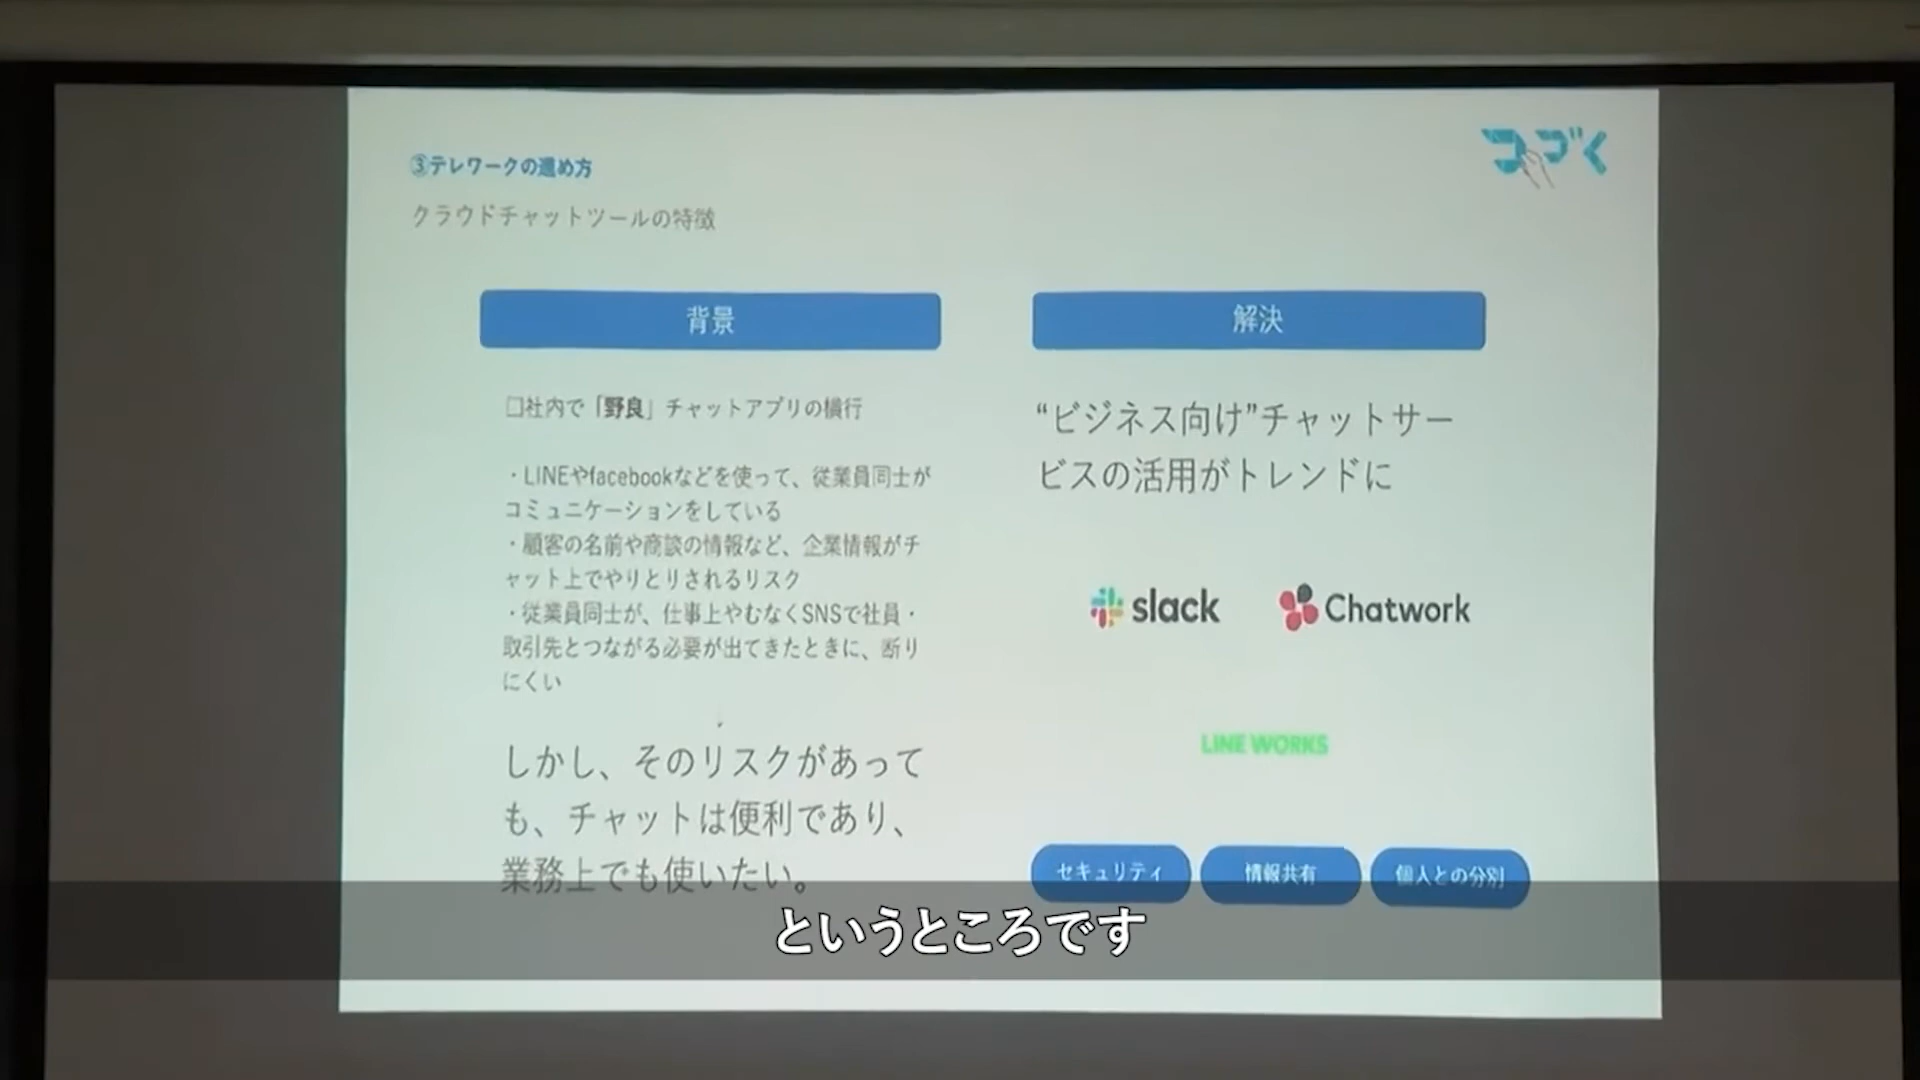 ③テレワークの進め方
つづく
クラウドチャットツールの特徴
背景
□社内で「野良」チャットアプリの横行
・LINEやfacebookなどを使って、従業員同士が
コミュニケーションをしている
・顧客の名前や商談の情報など、企業情報がチ
ャット上でやりとりされるリスク
・従業員同士が、仕事上やむなくSNSで社員・
取引先とつながる必要が出てきたときに、断り
にくい
しかし、そのリスクがあって
も、チャットは便利であり、
業務上でも使いたい。
解決
“ビジネス向け”チャットサー
ビスの活用がトレンドに
slack
Chatwork
LINE WORKS
セキュリティ
情報共有
個人との分別
というところです